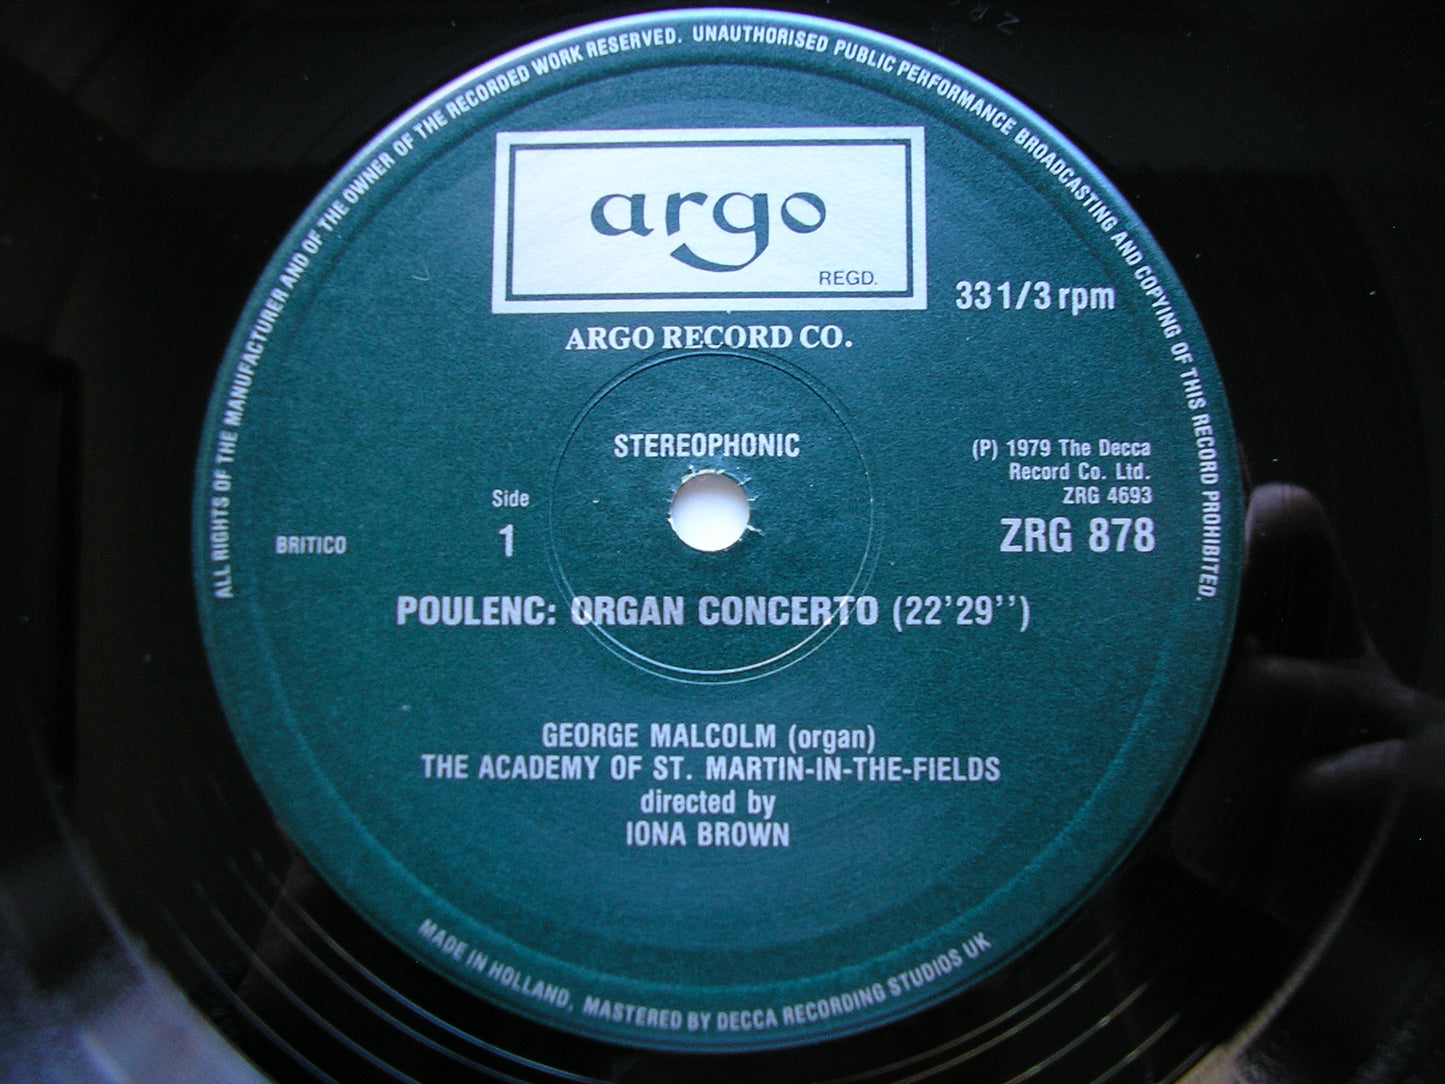 ALL RIGHTS OF THE MANUFACTURER AND OF THE OWNER OF THE RECORDED WORK RESERVED. UNAUTHORISED PUBLIC PERFORMANCE BROADCASTING AND COPYING OF THIS RECORD PROHIBITED.
argo
REGD.
33 1/3 rpm
ARGO RECORD CO.
STEREOPHONIC
(P) 1979 The Decca
Record Co. Ltd.
ZRG 4693
ZRG 878
Side
1
BRITICO
POULENC: ORGAN CONCERTO (22'29'')
GEORGE MALCOLM (organ)
THE ACADEMY OF ST. MARTIN-IN-THE-FIELDS
directed by
IONA BROWN
MADE IN HOLLAND, MASTERED BY DECCA RECORDING STUDIOS UK